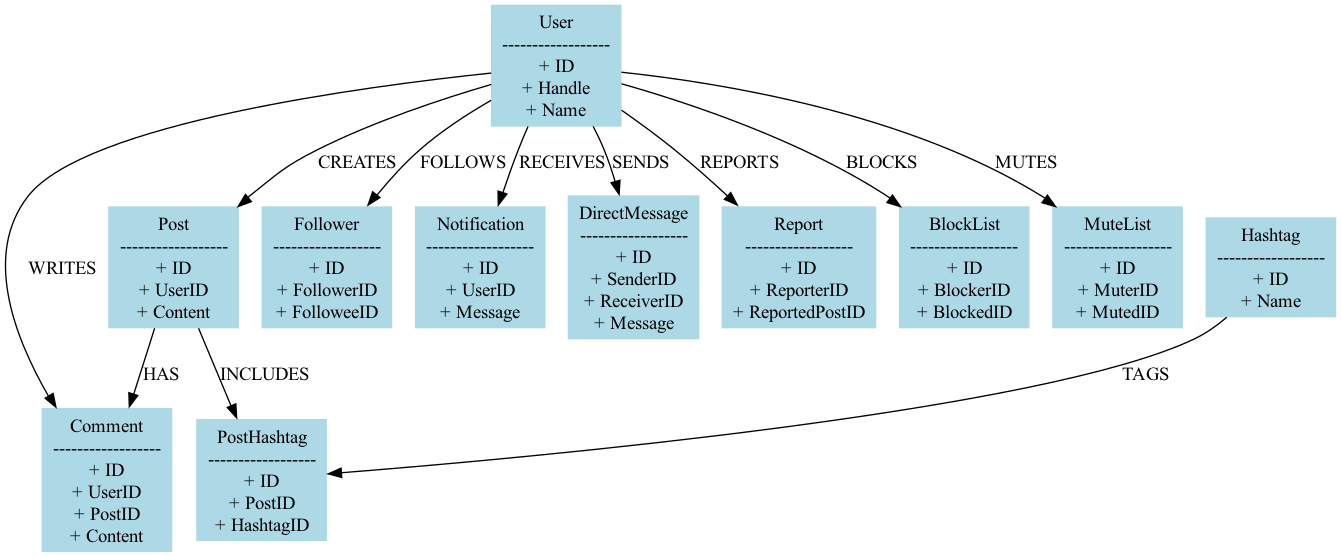 User
------------------
+ ID
+ Handle
+ Name
WRITES
CREATES
FOLLOWS
RECEIVES
SENDS
REPORTS
BLOCKS
MUTES
Post
------------------
+ ID
+ UserID
+ Content
Follower
------------------
+ ID
+ FollowerID
+ FolloweeID
Notification
------------------
+ ID
+ UserID
+ Message
DirectMessage
------------------
+ ID
+ SenderID
+ ReceiverID
+ Message
Report
------------------
+ ID
+ ReporterID
+ ReportedPostID
BlockList
------------------
+ ID
+ BlockerID
+ BlockedID
MuteList
------------------
+ ID
+ MuterID
+ MutedID
Hashtag
------------------
+ ID
+ Name
HAS
INCLUDES
TAGS
Comment
------------------
+ ID
+ UserID
+ PostID
+ Content
PostHashtag
------------------
+ ID
+ PostID
+ HashtagID